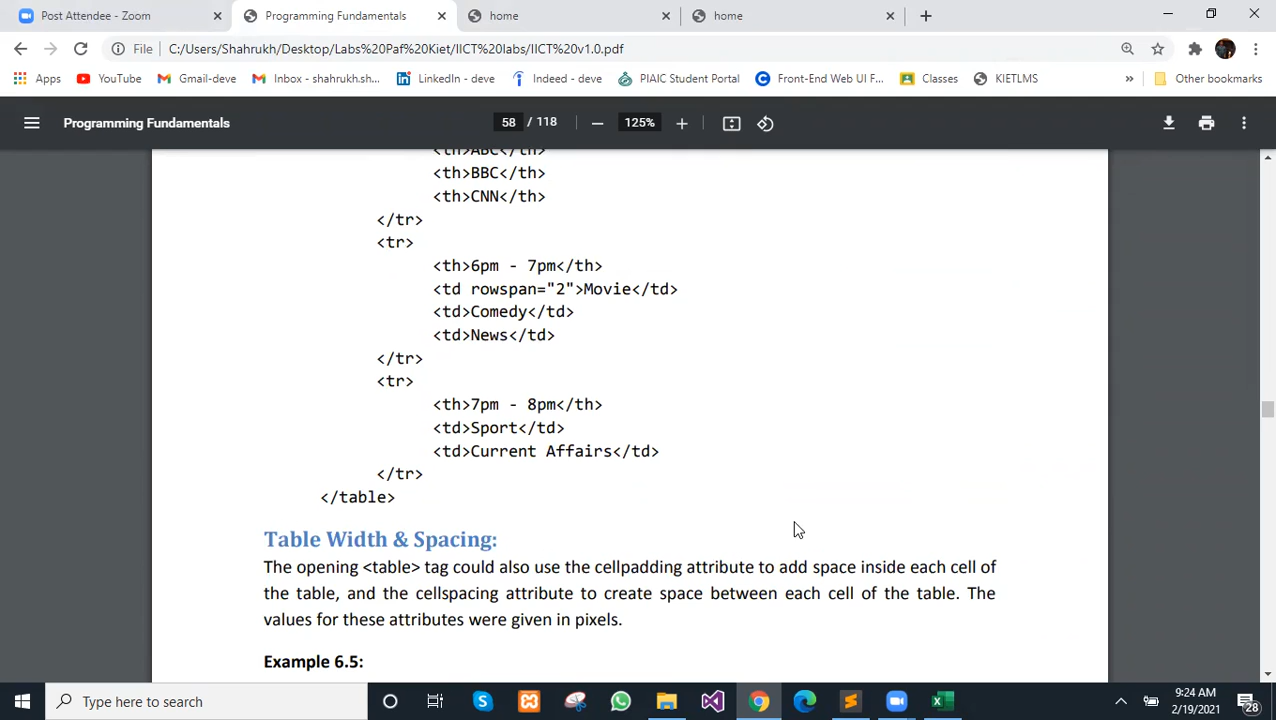 Post Attendee - Zoom
Programming Fundamentals
home
home
File
C:/Users/Shahrukh/Desktop/Labs%20Paf%20Kiet/IICT%20labs/IICT%20v1.0.pdf
Apps
YouTube
Gmail-deve
Inbox - shahrukh.sh...
LinkedIn - deve
Indeed - deve
PIAIC Student Portal
Front-End Web UI F...
Classes
KIETLMS
»
Other bookmarks
Programming Fundamentals
58 / 118
125%
<th>ABC</th>
<th>BBC</th>
<th>CNN</th>
</tr>
<tr>
<th>6pm - 7pm</th>
<td rowspan="2">Movie</td>
<td>Comedy</td>
<td>News</td>
</tr>
<tr>
<th>7pm - 8pm</th>
<td>Sport</td>
<td>Current Affairs</td>
</tr>
</table>
Table Width & Spacing:
The opening <table> tag could also use the cellpadding attribute to add space inside each cell of
the table, and the cellspacing attribute to create space between each cell of the table. The
values for these attributes were given in pixels.
Example 6.5:
Type here to search
9:24 AM
2/19/2021
28